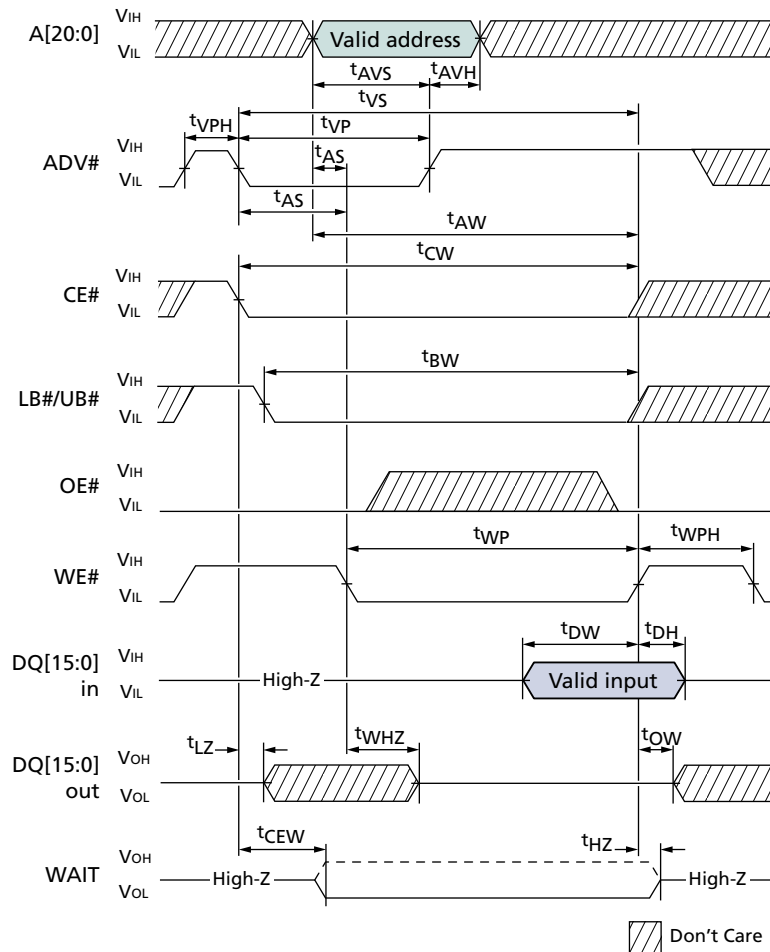 A[20:0] VIH
VIL
Valid address
tAVS tAVH
tVS
tVPH tVP
ADV# VIH
VIL
tAS
tAS
tAW
tCW
CE# VIH
VIL
tBW
LB#/UB# VIH
VIL
OE# VIH
VIL
tWP tWPH
WE# VIH
VIL
tDW tDH
DQ[15:0] in VIH
VIL
High-Z Valid input
tLZ tWHZ tOW
DQ[15:0] out VOH
VOL
tCEW tHZ
WAIT VOH
VOL
High-Z High-Z
Don't Care